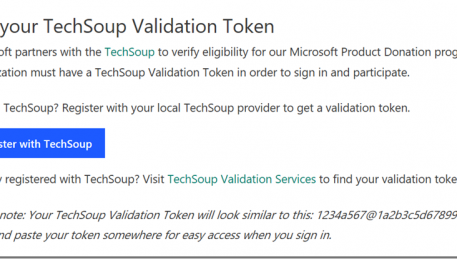 your TechSoup Validation Token
oft partners with the TechSoup to verify eligibility for our Microsoft Product Donation prog
zation must have a TechSoup Validation Token in order to sign in and participate.
TechSoup? Register with your local TechSoup provider to get a validation token.
ster with TechSoup
y registered with TechSoup? Visit TechSoup Validation Services to find your validation toke
note: Your TechSoup Validation Token will look similar to this: 1234a567@1a2b3c5d67899
nd paste your token somewhere for easy access when you sign in.